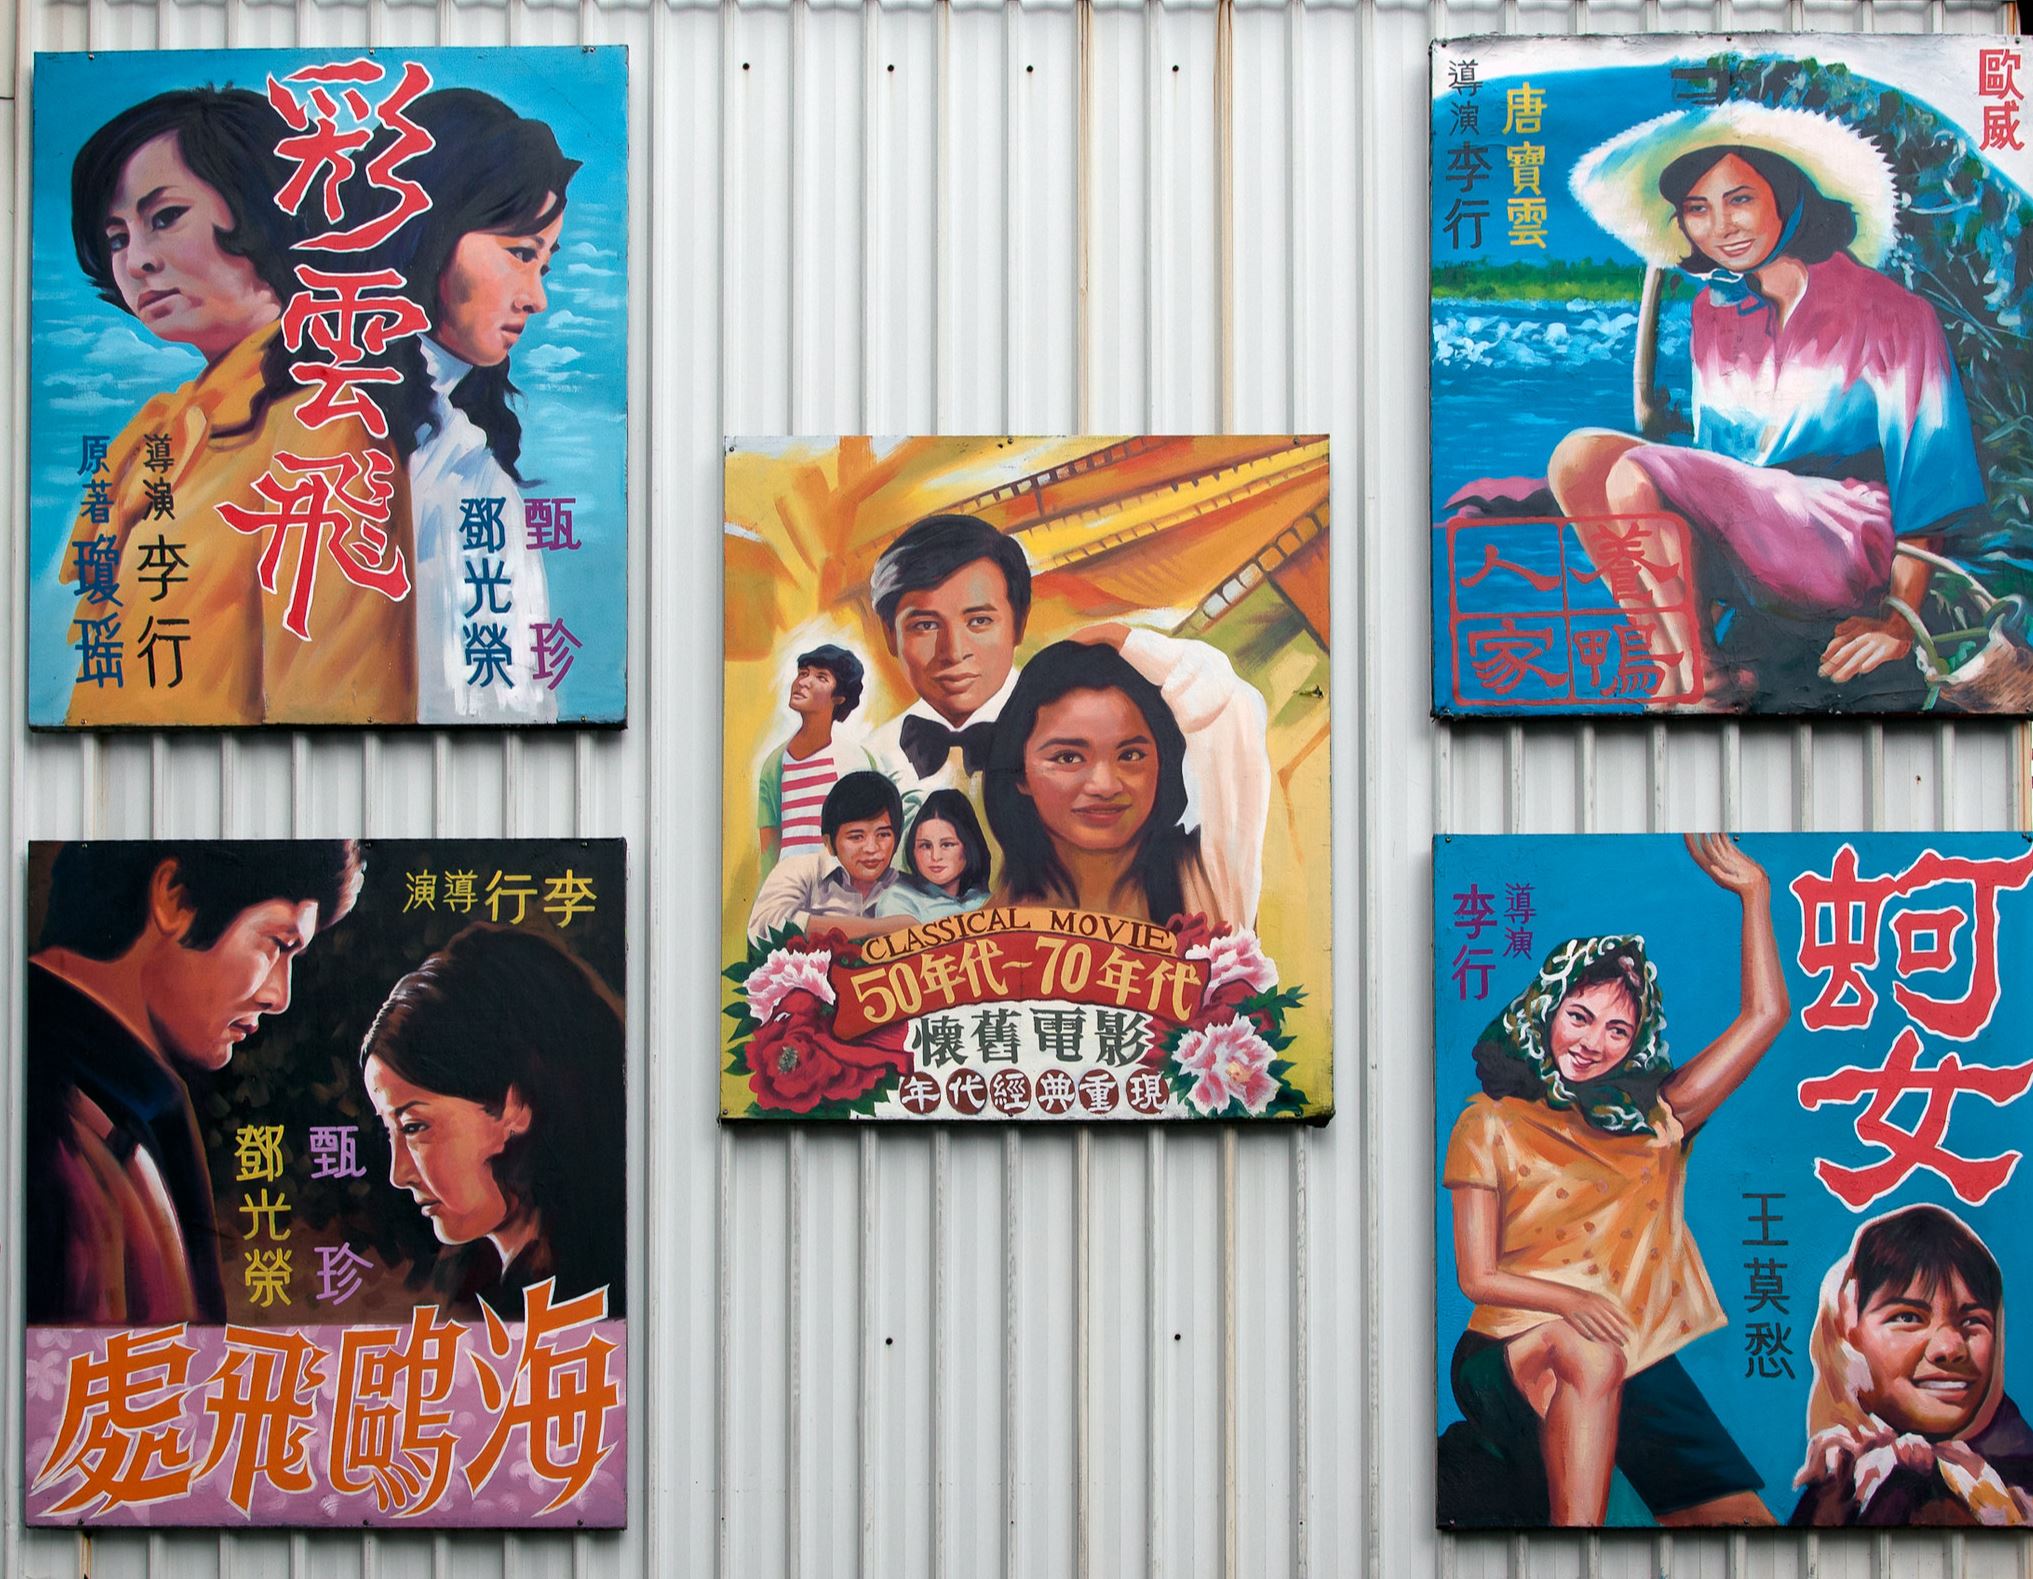 彩雲飛
原著瓊瑤
導演李行
鄧光榮
甄珍
導演李行
唐寶雲
歐威
養鴨人家
CLASSICAL MOVIE
50年代~70年代
懷舊電影
年代經典重現
李行導演
甄珍
鄧光榮
海鷗飛處
導演
李行
蚵女
王莫愁